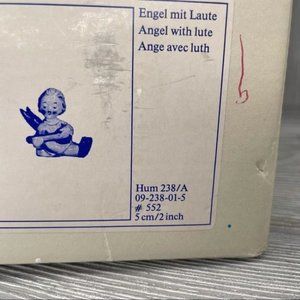 Engel mit Laute
Angel with lute
Ange avec luth
Hum 238/A
09-238-01-5
# 552
5 cm/2 inch